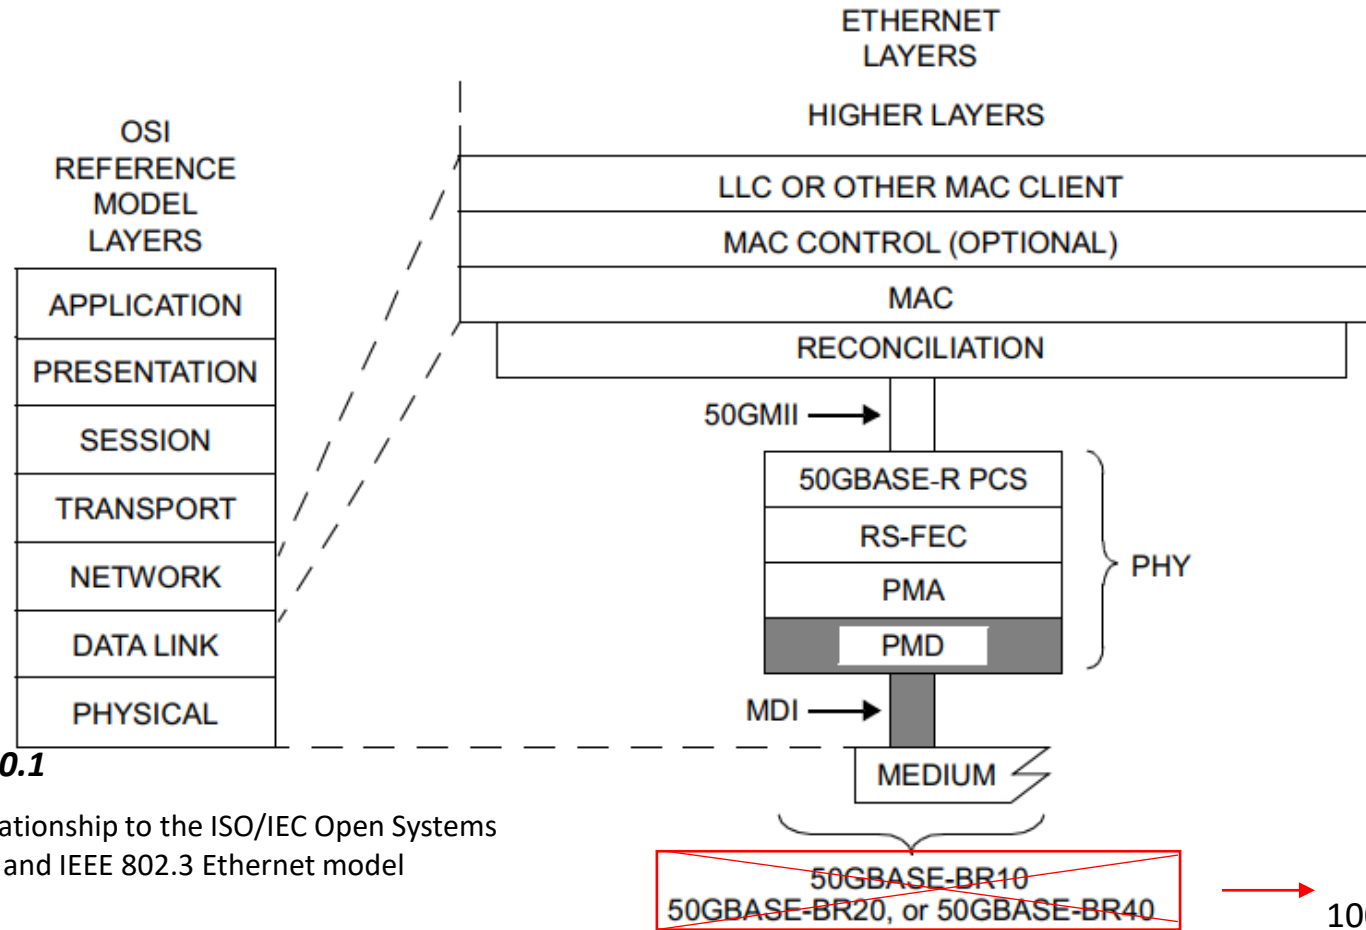 ETHERNET
LAYERS
HIGHER LAYERS
OSI
REFERENCE
MODEL
LAYERS
LLC OR OTHER MAC CLIENT
MAC CONTROL (OPTIONAL)
MAC
RECONCILIATION
APPLICATION
PRESENTATION
SESSION
TRANSPORT
NETWORK
DATA LINK
PHYSICAL
50GMII
50GBASE-R PCS
RS-FEC
PMA
PMD
PHY
MDI
MEDIUM
0.1
ationship to the ISO/IEC Open Systems
and IEEE 802.3 Ethernet model
50GBASE-BR10
50GBASE-BR20, or 50GBASE-BR40